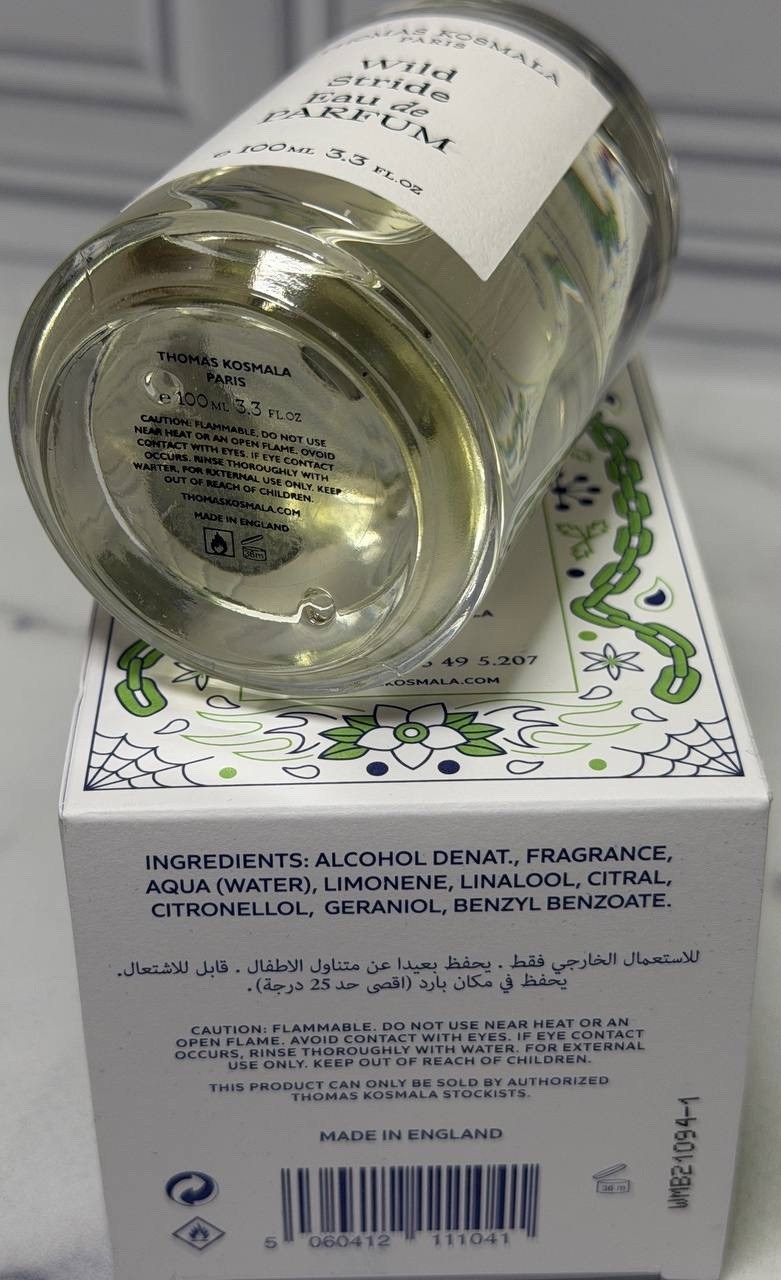 THOMAS KOSMALA
PARIS
Wild
Stride
Eau de
PARFUM
e 100 ML 3.3 FL.OZ
THOMAS KOSMALA
PARIS
e 100 ML 3.3 FL.OZ
CAUTION: FLAMMABLE, DO NOT USE
NEAR HEAT OR AN OPEN FLAME. OVOID
CONTACT WITH EYES. IF EYE CONTACT
OCCURS. RINSE THOROUGHLY WITH
WARTER, FOR RXTERNAL USE ONLY. KEEP
OUT OF REACH OF CHILDREN.
THOMASKOSMALA.COM
MADE IN ENGLAND
36m
49 5.207
KOSMALA.COM
INGREDIENTS: ALCOHOL DENAT., FRAGRANCE,
AQUA (WATER), LIMONENE, LINALOOL, CITRAL,
CITRONELLOL, GERANIOL, BENZYL BENZOATE.
للاستعمال الخارجي فقط . يحفظ بعيدا عن متناول الاطفال . قابل للاشتعال.
يحفظ في مكان بارد (اقصى حد 25 درجة).
CAUTION: FLAMMABLE. DO NOT USE NEAR HEAT OR AN
OPEN FLAME. AVOID CONTACT WITH EYES. IF EYE CONTACT
OCCURS, RINSE THOROUGHLY WITH WATER. FOR EXTERNAL
USE ONLY. KEEP OUT OF REACH OF CHILDREN.
THIS PRODUCT CAN ONLY BE SOLD BY AUTHORIZED
THOMAS KOSMALA STOCKISTS.
MADE IN ENGLAND
WMB21094-1
36 m
5 060412 111041